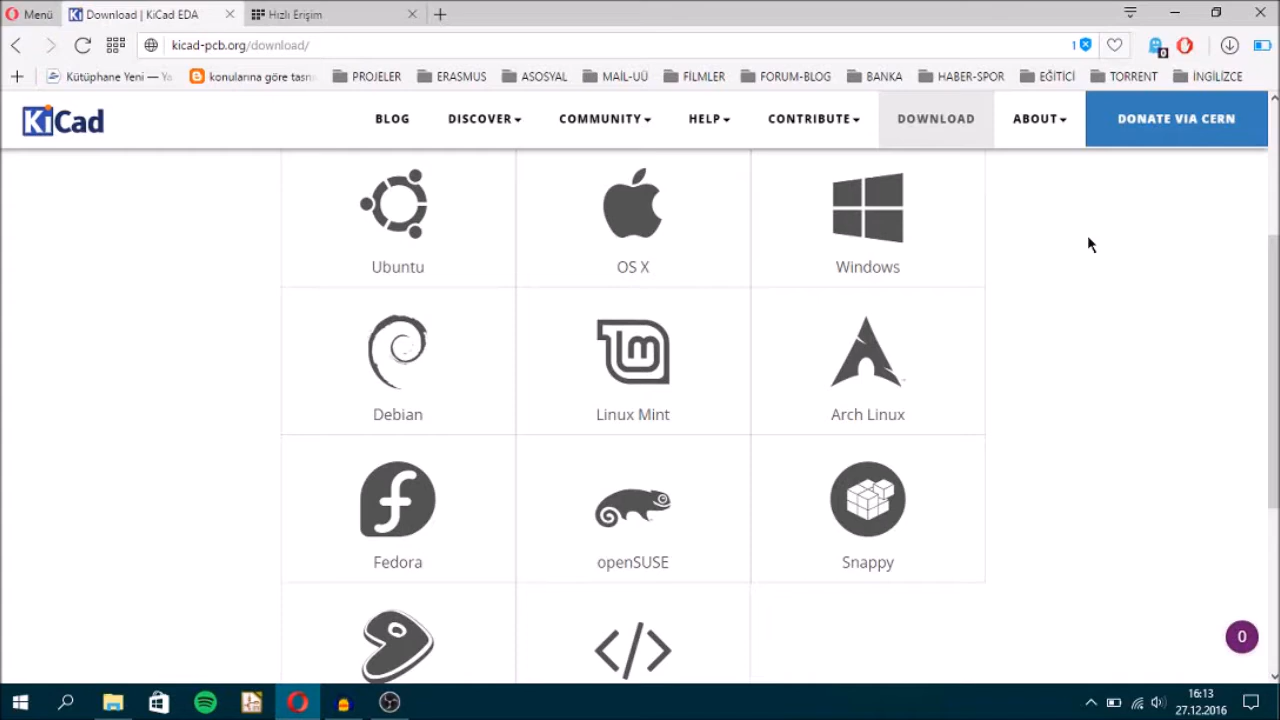 Menü
Download | KiCad EDA
Hızlı Erişim
kicad-pcb.org/download/
1
0
Kütüphane Yeni — Ya
konularına göre tasrı
PROJELER
ERASMUS
ASOSYAL
MAİL-UÜ
FİLMLER
FORUM-BLOG
BANKA
HABER-SPOR
EĞİTİCİ
TORRENT
İNGİLİZCE
KiCad
BLOG
DISCOVER
COMMUNITY
HELP
CONTRIBUTE
DOWNLOAD
ABOUT
DONATE VIA CERN
Ubuntu
OS X
Windows
Debian
Linux Mint
Arch Linux
Fedora
openSUSE
Snappy
0
16:13
27.12.2016